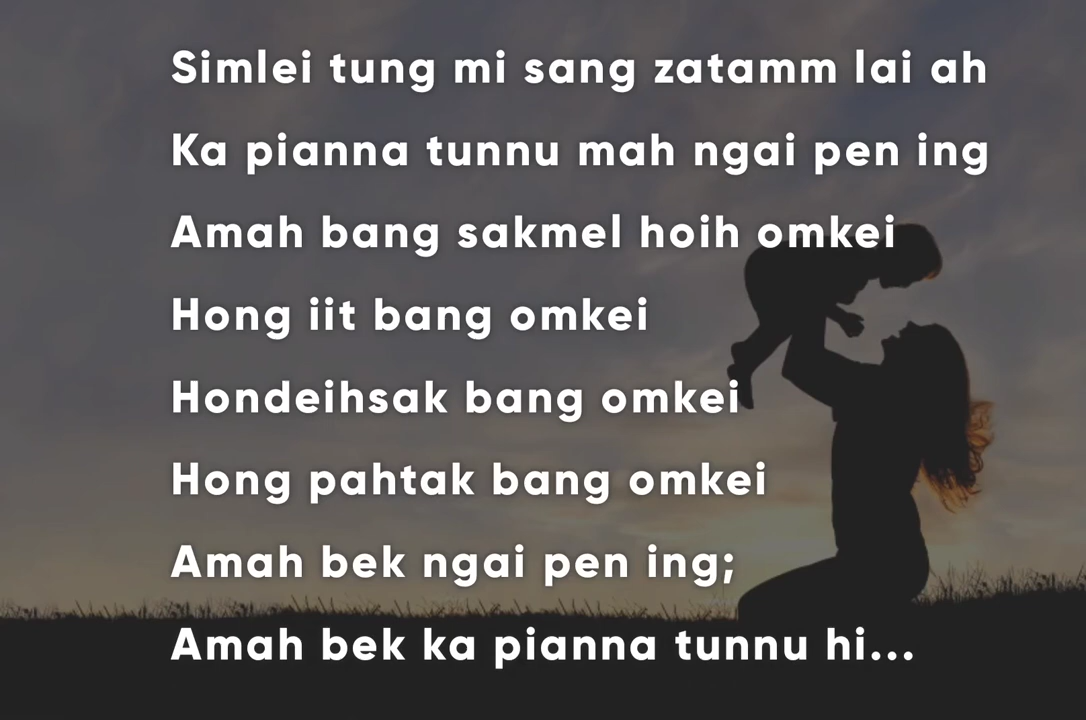 Simlei tung mi sang zatamm lai ah
Ka pianna tunnu mah ngai pen ing
Amah bang sakmel hoih omkei
Hong iit bang omkei
Hondeihsak bang omkei
Hong pahtak bang omkei
Amah bek ngai pen ing;
Amah bek ka pianna tunnu hi...